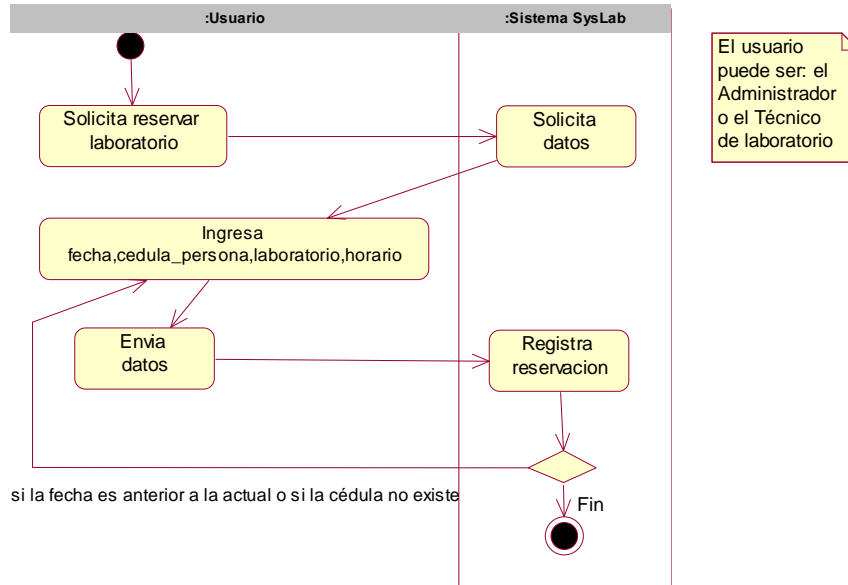 :Usuario
:Sistema SysLab
El usuario
puede ser: el
Administrador
o el Técnico
de laboratorio
Solicita reservar
laboratorio
Solicita
datos
Ingresa
fecha,cedula_persona,laboratorio,horario
Envia
datos
Registra
reservacion
si la fecha es anterior a la actual o si la cédula no existe
Fin